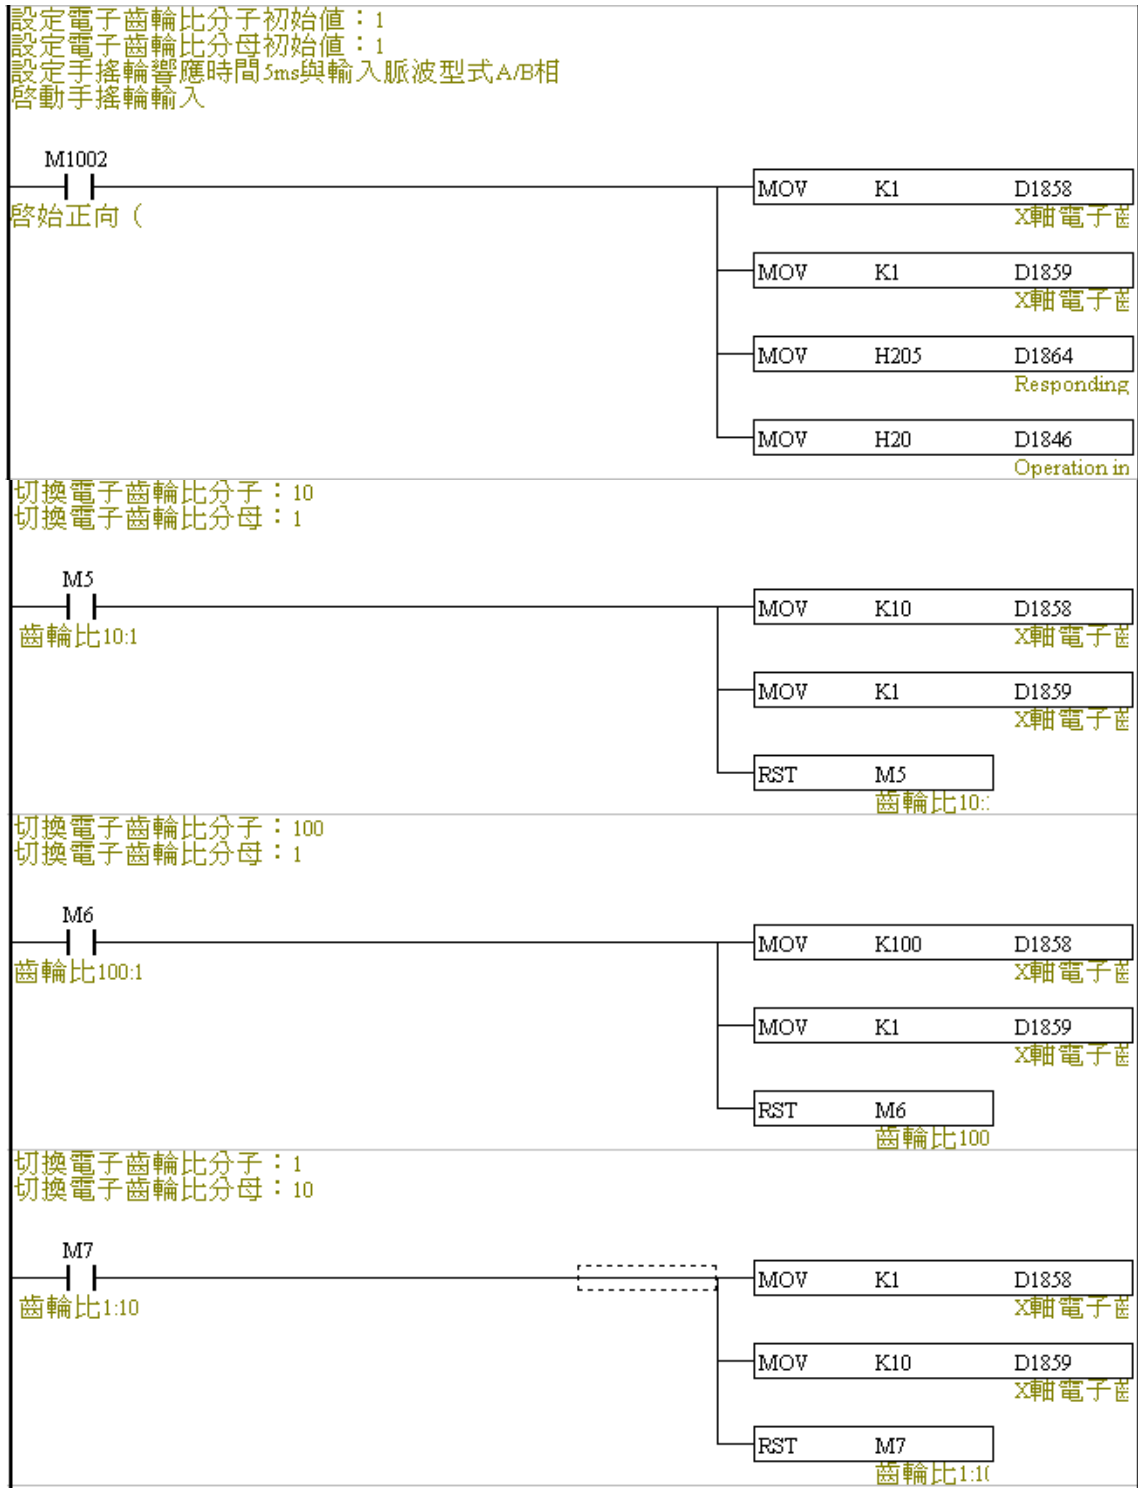 設定電子齒輪比分子初始值：1
設定電子齒輪比分母初始值：1
設定手搖輪響應時間5ms與輸入脈波型式A/B相
啓動手搖輪輸入
M1002
MOV K1 D1858
啓始正向（
X軸電子齒
MOV K1 D1859
X軸電子齒
MOV H205 D1864
Responding
MOV H20 D1846
Operation in
切換電子齒輪比分子：10
切換電子齒輪比分母：1
M5
MOV K10 D1858
齒輪比10:1
X軸電子齒
MOV K1 D1859
X軸電子齒
RST M5
齒輪比10:
切換電子齒輪比分子：100
切換電子齒輪比分母：1
M6
MOV K100 D1858
齒輪比100:1
X軸電子齒
MOV K1 D1859
X軸電子齒
RST M6
齒輪比100
切換電子齒輪比分子：1
切換電子齒輪比分母：10
M7
MOV K1 D1858
齒輪比1:10
X軸電子齒
MOV K10 D1859
X軸電子齒
RST M7
齒輪比1:10